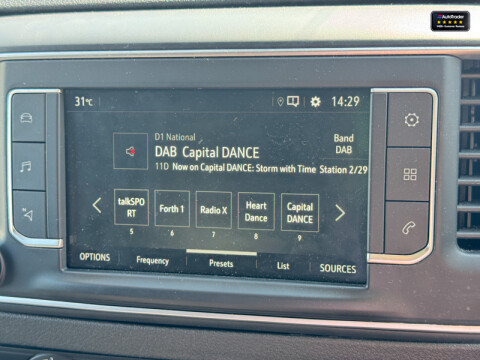 AutoTrader
31°C
14:29
D1 National
DAB Capital DANCE
Band
DAB
11D Now on Capital DANCE: Storm with Time Station 2/29
talkSPO
RT
Forth 1
Radio X
Heart
Dance
Capital
DANCE
5 6 7 8 9
OPTIONS Frequency Presets List SOURCES